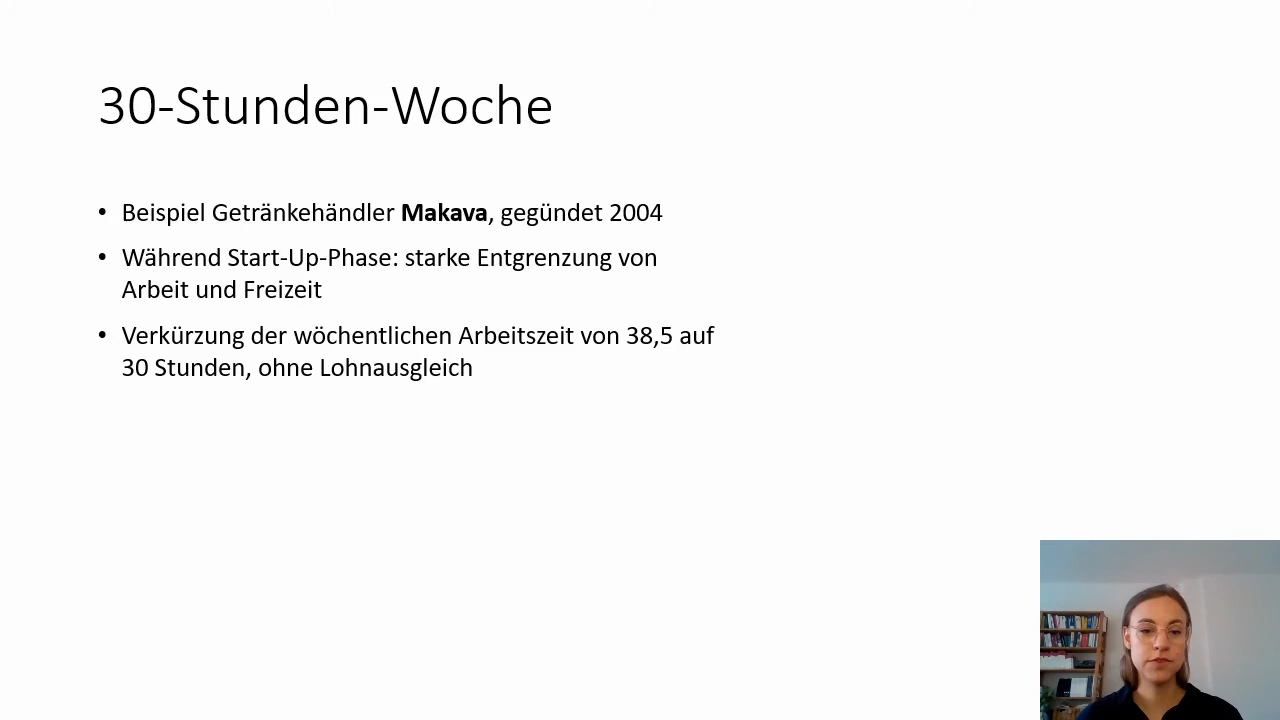 30-Stunden-Woche
• Beispiel Getränkehändler Makava, gegündet 2004
• Während Start-Up-Phase: starke Entgrenzung von
Arbeit und Freizeit
• Verkürzung der wöchentlichen Arbeitszeit von 38,5 auf
30 Stunden, ohne Lohnausgleich